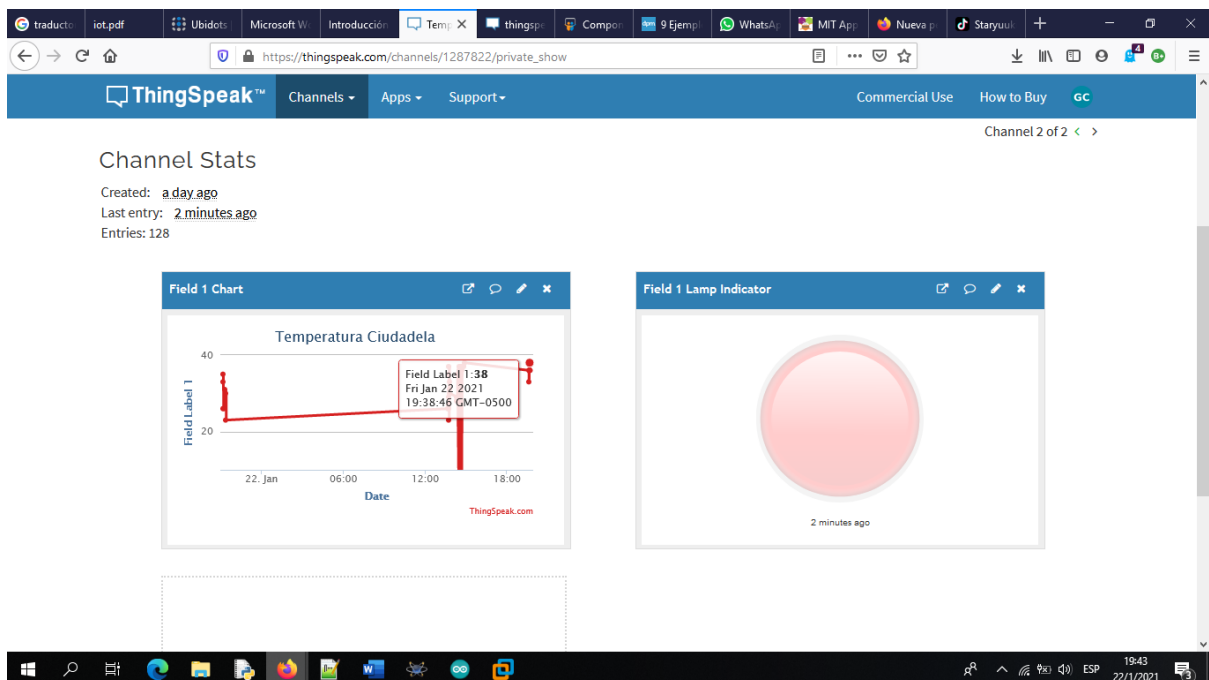 traducto
iot.pdf
Ubidots |
Microsoft W
Introducción
Temp
thingspe
Compon
9 Ejempl
WhatsAp
MIT App
Nueva p
Staryuuk
https://thingspeak.com/channels/1287822/private_show
4
ThingSpeak™
Channels
Apps
Support
Commercial Use
How to Buy
GC
Channel 2 of 2 < >
Channel Stats
Created: a day ago
Last entry: 2 minutes ago
Entries: 128
Field 1 Chart
Temperatura Ciudadela
Field Label 1
40
20
Field Label 1:38
Fri Jan 22 2021
19:38:46 GMT-0500
22. Jan
06:00
12:00
18:00
Date
ThingSpeak.com
Field 1 Lamp Indicator
2 minutes ago
ESP
19:43
22/1/2021
3